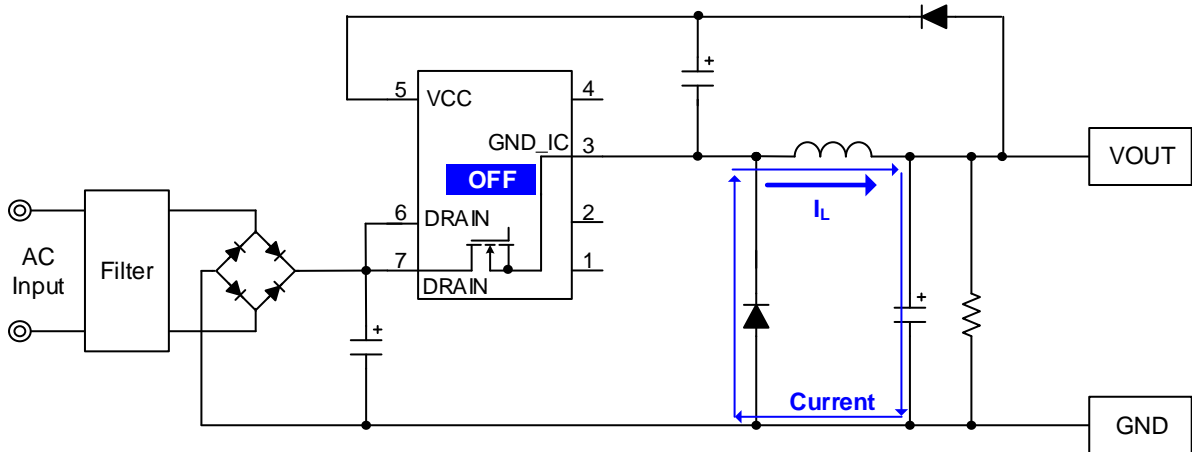 +
5
VCC
4
GND_IC
3
VOUT
OFF
IL
6
DRAIN
2
AC
Input
Filter
7
1
DRAIN
+
+
Current
GND